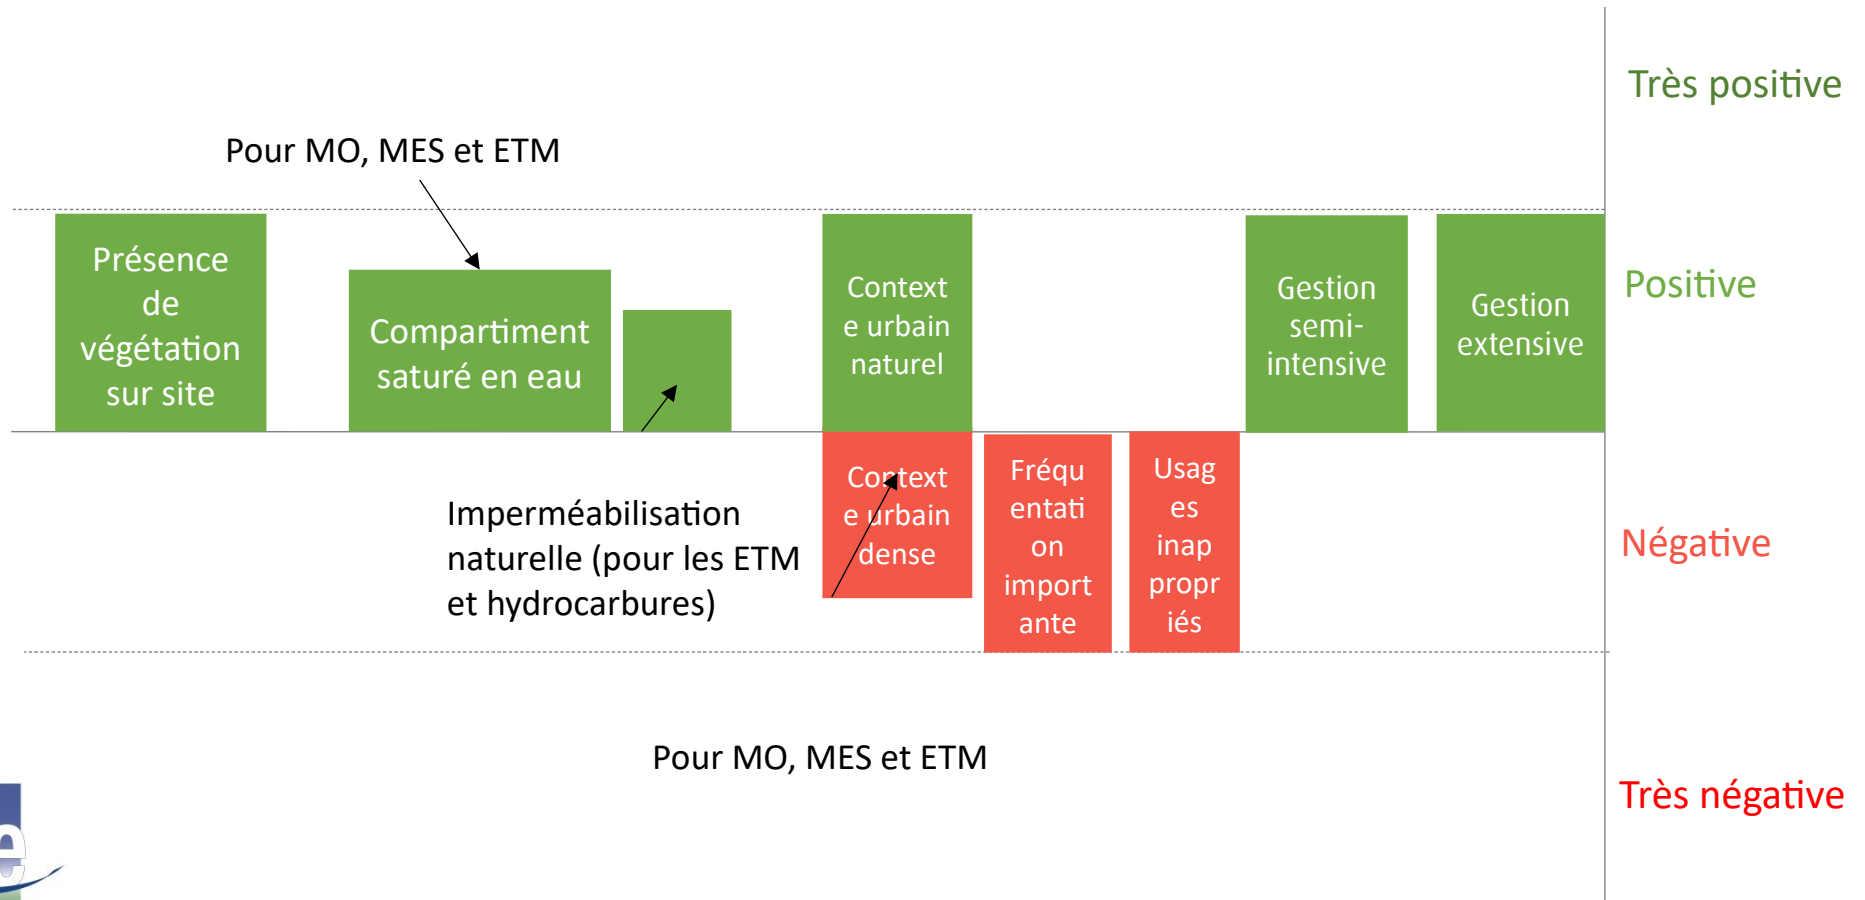 Très positive
Pour MO, MES et ETM
Présence
de
végétation
sur site
Compartiment
saturé en eau
Context
e urbain
naturel
Gestion
semi-
intensive
Gestion
extensive
Positive
Imperméabilisation
naturelle (pour les ETM
et hydrocarbures)
Context
e urbain
dense
Fréqu
entati
on
import
ante
Usag
es
inap
propr
iés
Négative
Pour MO, MES et ETM
Très négative
e